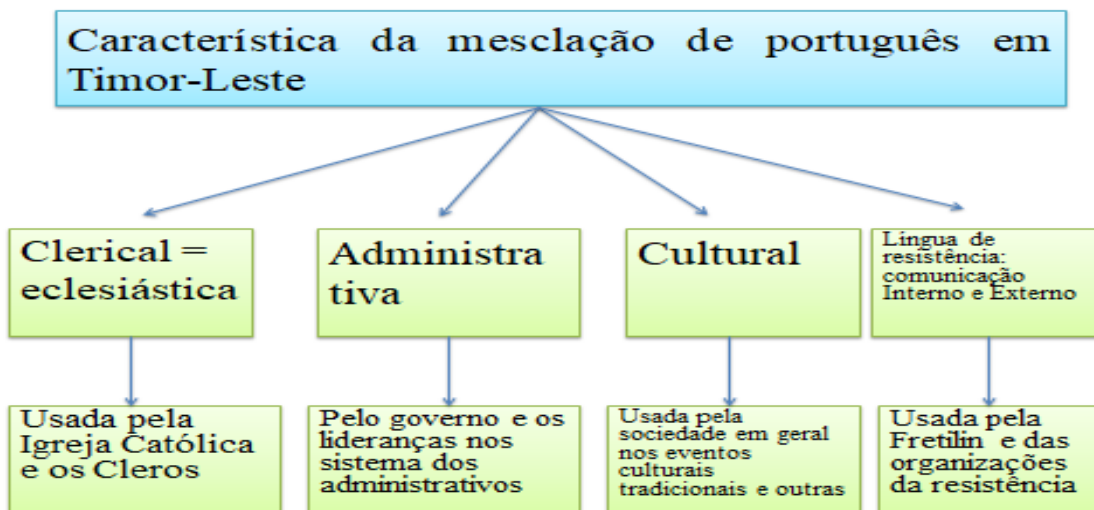 Característica da mesclação de português em
Timor-Leste
Clerical =
eclesiástica
Administra
tiva
Cultural
Língua de
resistência:
comunicação
Interno e Externo
Usada pela
Igreja Católica
e os Cleros
Pelo governo e os
lideranças nos
sistema dos
administrativos
Usada pela
sociedade em geral
nos eventos
culturais
tradicionais e outras
Usada pela
Fretilin e das
organizações
da resistência